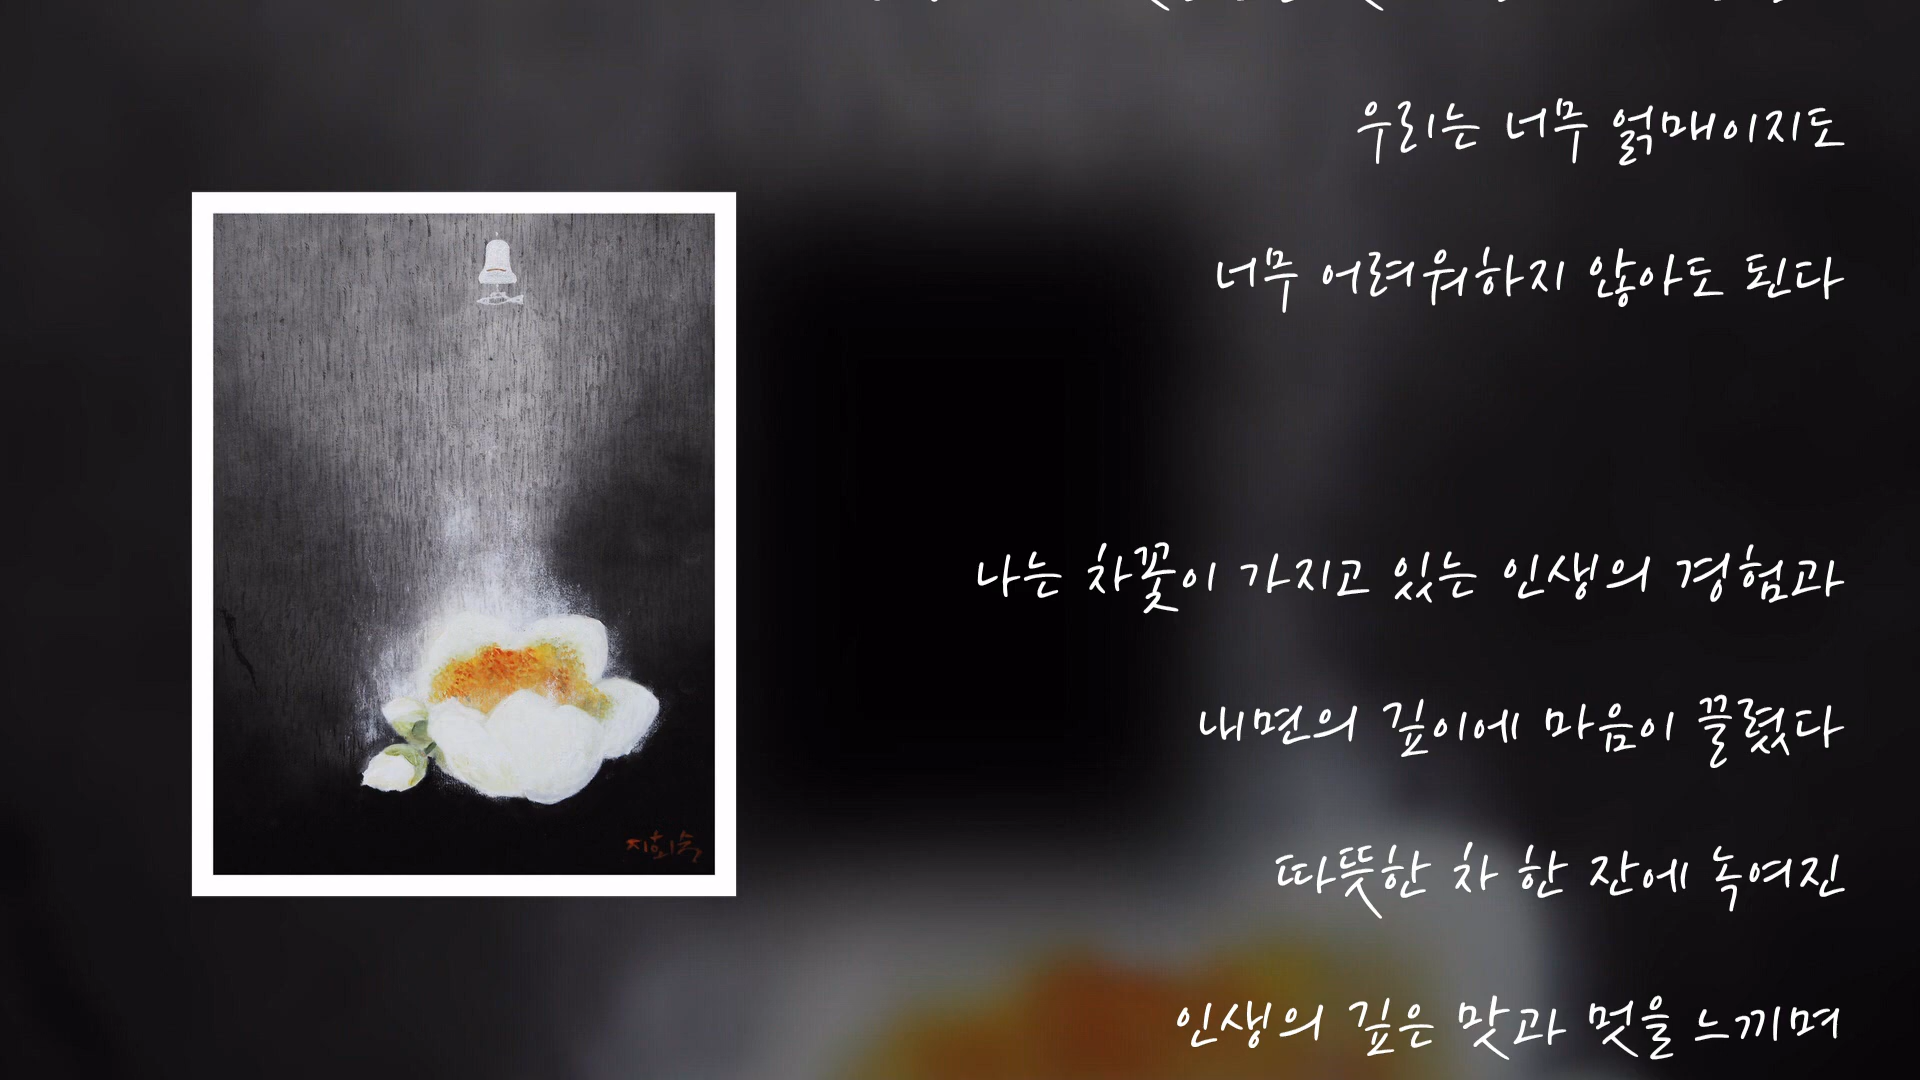 우리는 너무 얽매이지도
너무 어려워하지 않아도 된다
나는 차꽃이 가지고 있는 인생의 경험과
내면의 깊이에 마음이 끌렸다
따뜻한 차 한 잔에 녹여진
인생의 깊은 맛과 멋을 느끼며
지희숙